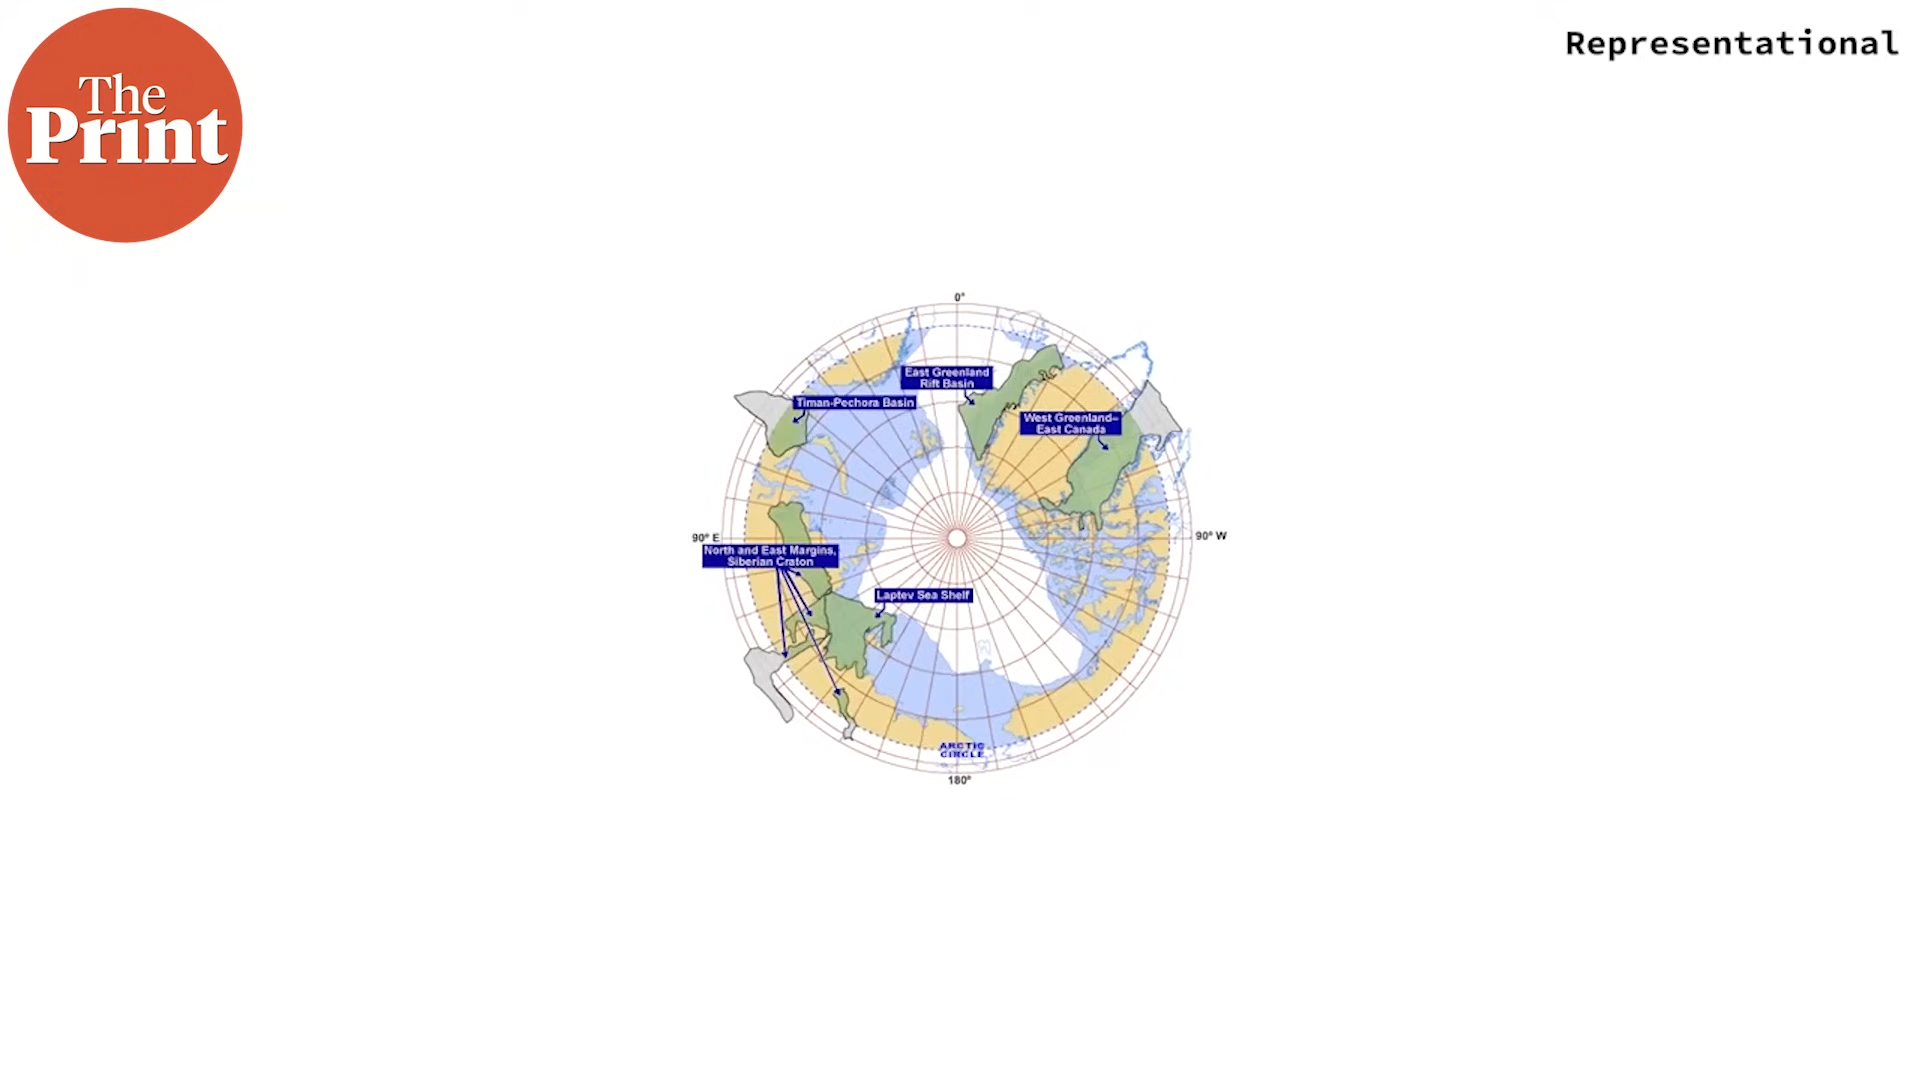 The
Print
Representational
0°
East Greenland
Rift Basin
Timan-Pechora Basin
West Greenland–
East Canada
90° E
90° W
North and East Margins,
Siberian Craton
Laptev Sea Shelf
ARCTIC
CIRCLE
180°